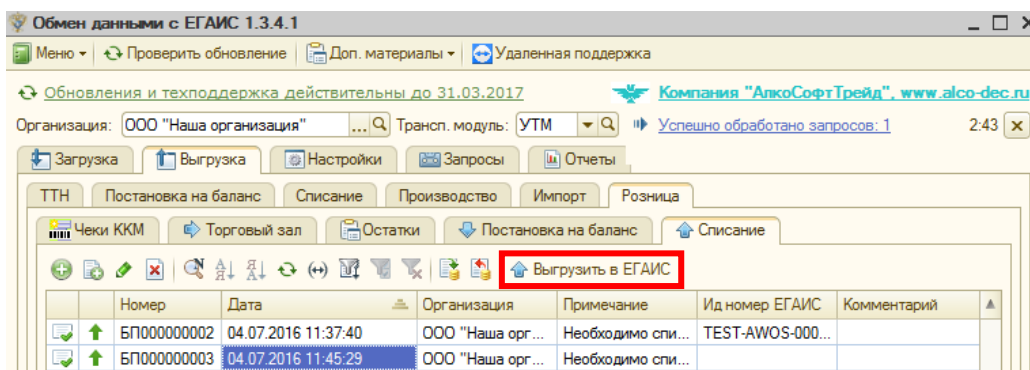 Обмен данными с ЕГАИС 1.3.4.1
Меню Проверить обновление Доп. материалы Удаленная поддержка
Обновления и техподдержка действительны до 31.03.2017 Компания "АлкоСофтТрейд", www.alco-dec.ru
Организация: ООО "Наша организация" ... Трансп. модуль: УТМ Успешно обработано запросов: 1 2:43
Загрузка Выгрузка Настройки Запросы Отчеты
ТТН Постановка на баланс Списание Производство Импорт Розница
Чеки ККМ Торговый зал Остатки Постановка на баланс Списание
Выгрузить в ЕГАИС
Номер Дата Организация Примечание Ид номер ЕГАИС Комментарий
БП000000002 04.07.2016 11:37:40 ООО "Наша орг... Необходимо спи... TEST-AWOS-000...
БП000000003 04.07.2016 11:45:29 ООО "Наша орг... Необходимо спи...